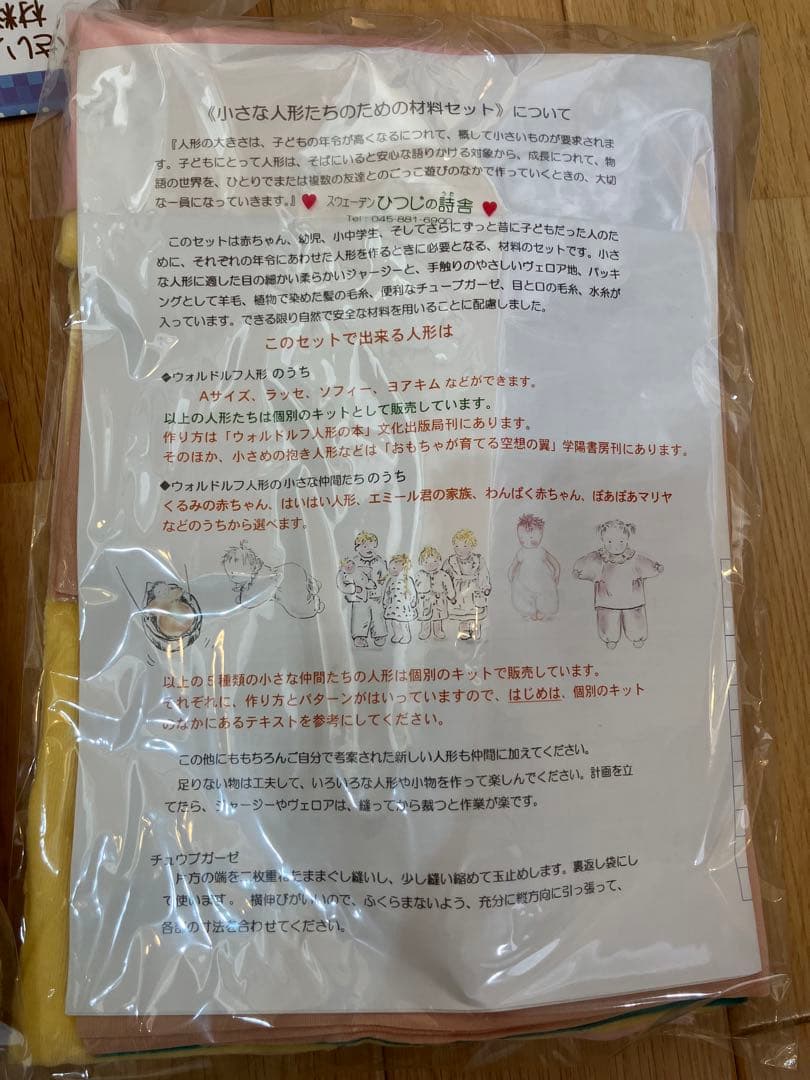 さい
材料
《小さな人形たちのための材料セット》について
『人形の大きさは、子どもの年令が高くなるにつれて、概して小さいものが要求されま
す。子どもにとって人形は、そばにいると安心な語りかける対象から、成長につれて、物
語の世界を、ひとりでまたは複数の友達とのごっこ遊びのなかで作っていくときの、大切
な一員になっていきます。』♥ スウェーデン ひつじの詩舎 ♥
Tel:045-881-6900
このセットは赤ちゃん、幼児、小中学生、そしてさらにずっと昔に子どもだった人のた
めに、それぞれの年令にあわせた人形を作るときに必要となる、材料のセットです。小さ
な人形に適した目の細かい柔らかいジャージーと、手触りのやさしいヴェロア地、パッキ
ングとして羊毛、植物で染めた髪の毛糸、便利なチューブガーゼ、目と口の毛糸、水糸が
入っています。できる限り自然で安全な材料を用いることに配慮しました。
このセットで出来る人形は
◆ウォルドルフ人形 のうち
Aサイズ、ラッセ、ソフィー、ヨアキム などができます。
以上の人形たちは個別のキットとして販売しています。
作り方は「ウォルドルフ人形の本」文化出版局刊にあります。
そのほか、小さめの抱き人形などは「おもちゃが育てる空想の翼」学陽書房刊にあります。
◆ウォルドルフ人形の小さな仲間たち のうち
くるみの赤ちゃん、はいはい人形、エミール君の家族、わんぱく赤ちゃん、ぽあぽあマリヤ
などのうちから選べます。
以上の5種類の小さな仲間たちの人形は個別のキットで販売しています。
それぞれに、作り方とパターンがはいっていますので、はじめは、個別のキット
のなかにあるテキストを参考にしてください。
この他にももちろんご自分で考案された新しい人形も仲間に加えてください。
足りない物は工夫して、いろいろな人形や小物を作って楽しんでください。計画を立
てたら、ジャージーやヴェロアは、縫ってから裁つと作業が楽です。
チュウブガーゼ
片方の端を二枚重ねたままぐし縫いし、少し縫い縮めて玉止めします。裏返し袋にし
て使います。 横伸びがいいので、ふくらまないよう、充分に縦方向に引っ張って、
各部の寸法を合わせてください。